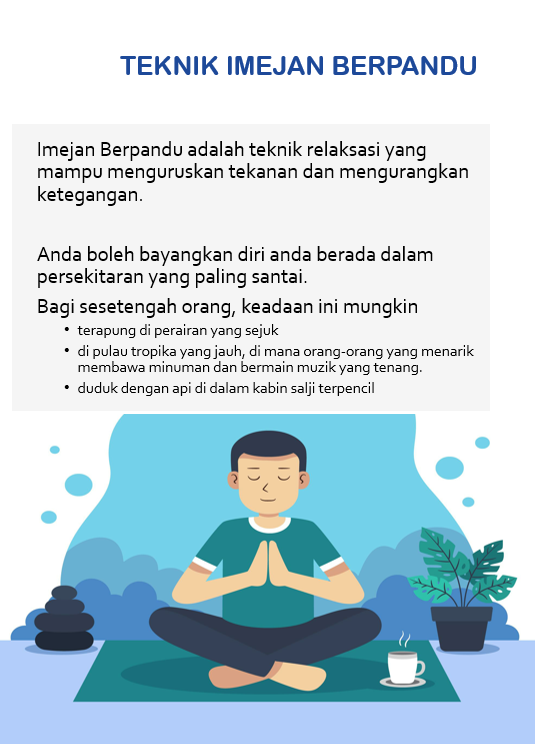 TEKNIK IMEJAN BERPANDU
Imejan Berpandu adalah teknik relaksasi yang
mampu menguruskan tekanan dan mengurangkan
ketegangan.
Anda boleh bayangkan diri anda berada dalam
persekitaran yang paling santai.
Bagi sesetengah orang, keadaan ini mungkin
• terapung di perairan yang sejuk
• di pulau tropika yang jauh, di mana orang-orang yang menarik
membawa minuman dan bermain muzik yang tenang.
• duduk dengan api di dalam kabin salji terpencil